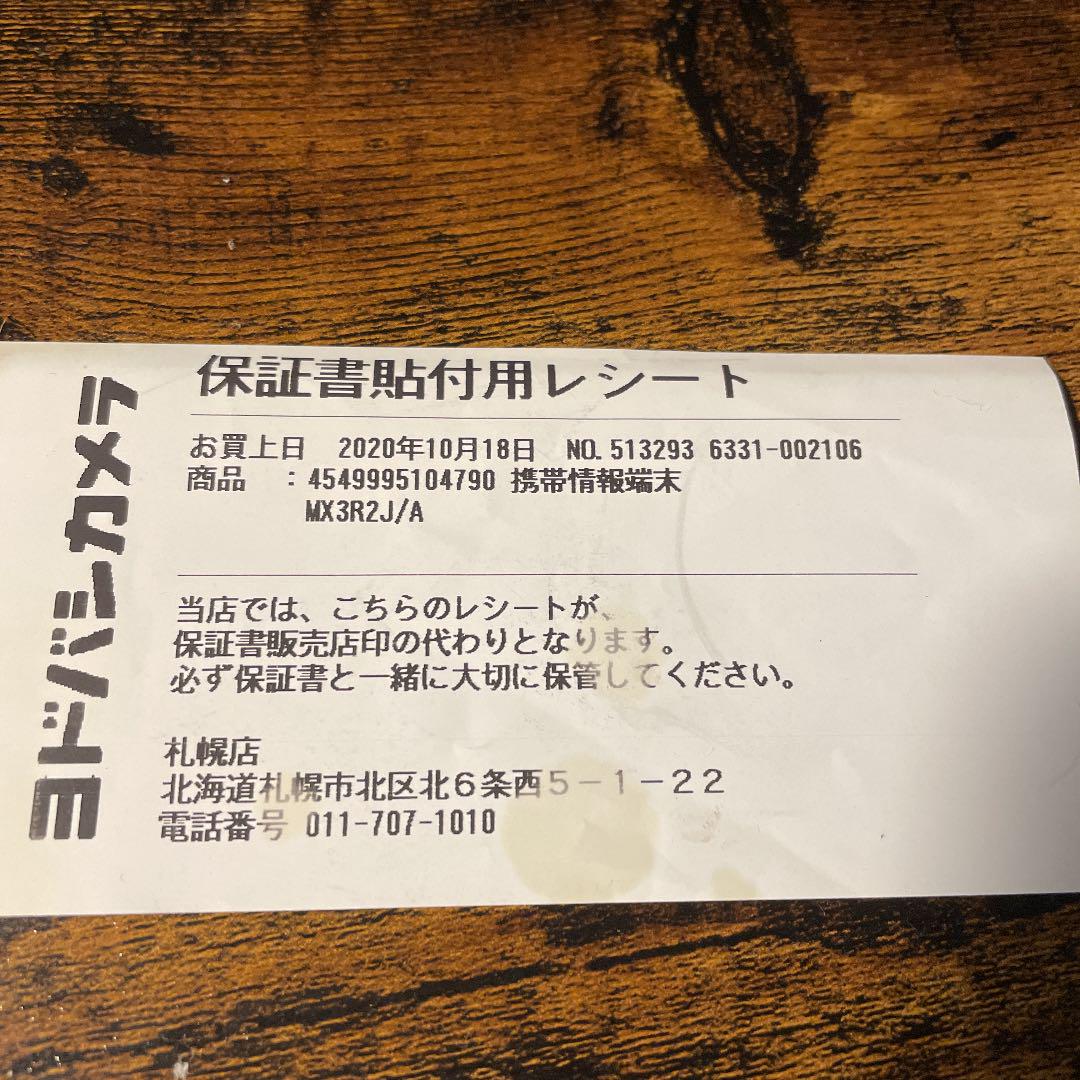 ヨドバシカメラ
保証書貼付用レシート
お買上日 2020年10月18日 NO.513293 6331-002106
商品 :4549995104790 携帯情報端末
MX3R2J/A
当店では、こちらのレシートが、
保証書販売店印の代わりとなります。
必ず保証書と一緒に大切に保管してください。
札幌店
北海道札幌市北区北6条西5-1-22
電話番号 011-707-1010